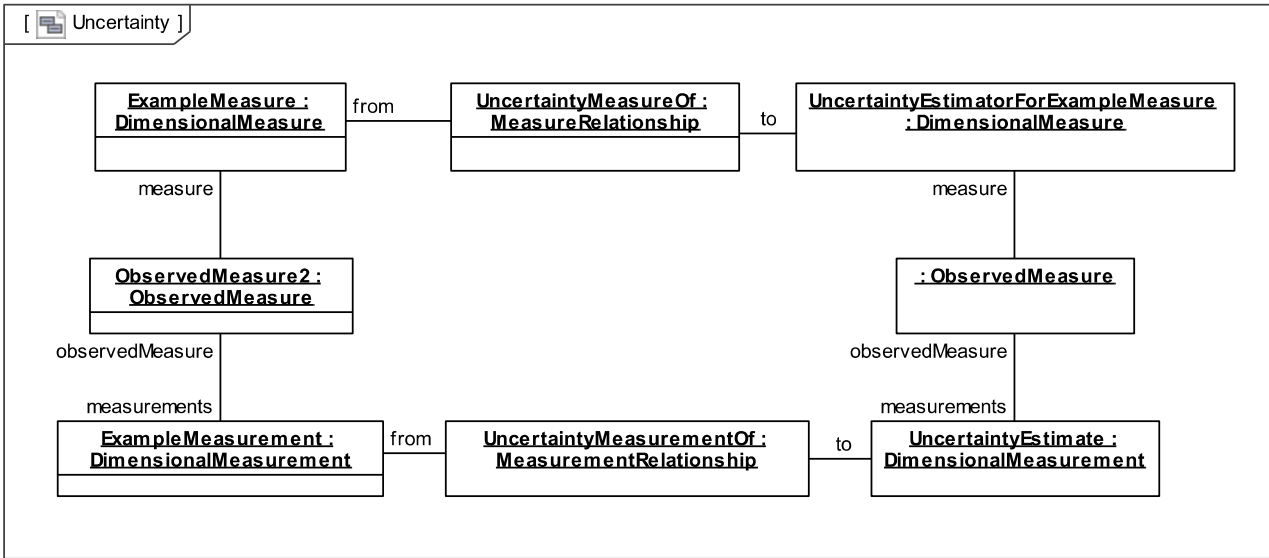 [ Uncertainty ]
ExampleMeasure :
DimensionalMeasure
from
UncertaintyMeasureOf :
MeasureRelationship
to
UncertaintyEstimatorForExampleMeasure
: DimensionalMeasure
measure
measure
ObservedMeasure2 :
ObservedMeasure
: ObservedMeasure
observedMeasure
observedMeasure
measurements
measurements
ExampleMeasurement :
DimensionalMeasurement
from
UncertaintyMeasurementOf :
MeasurementRelationship
to
UncertaintyEstimate :
DimensionalMeasurement